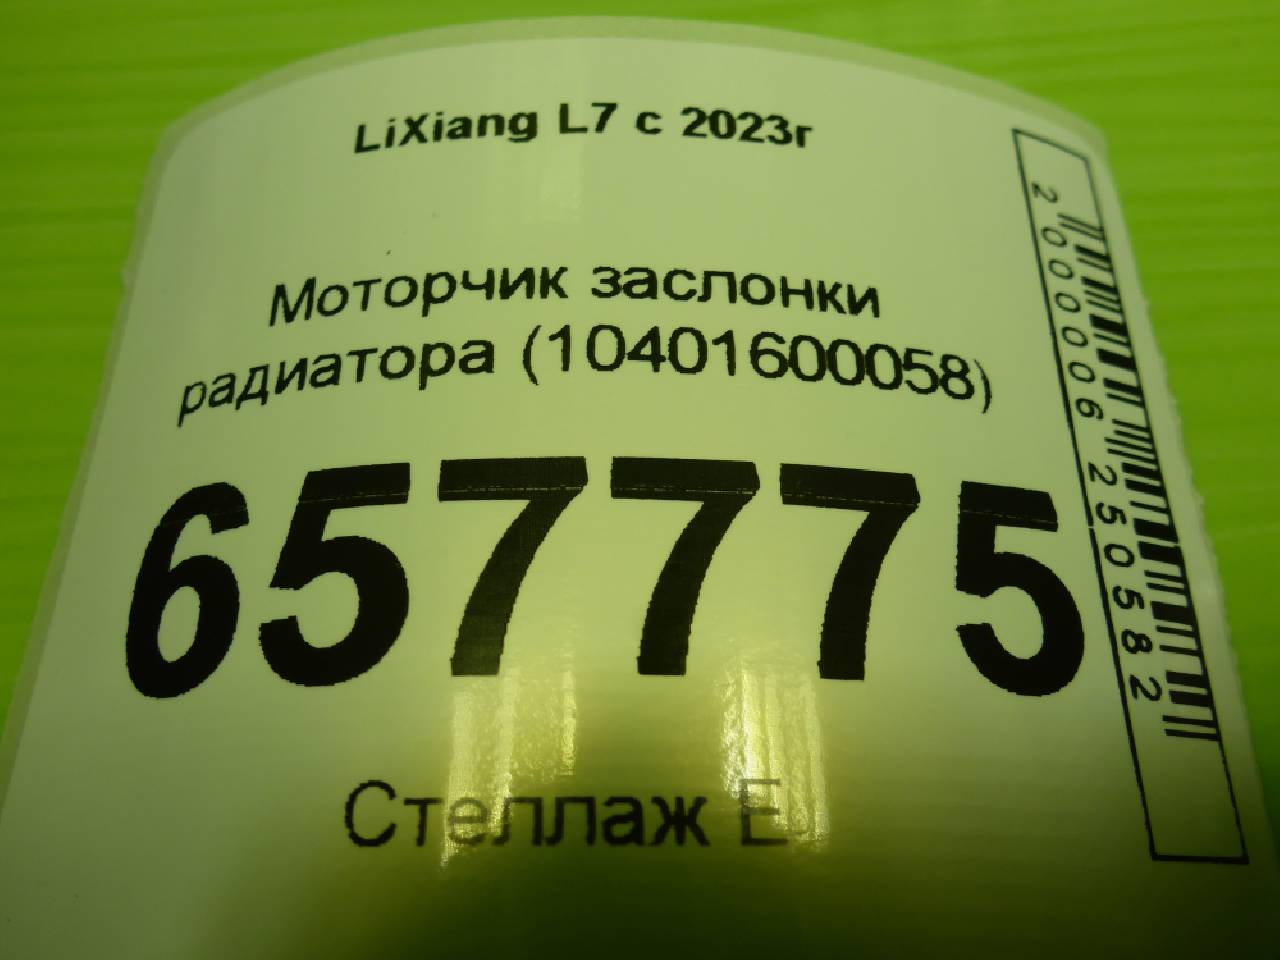 LiXiang L7 с 2023г
Моторчик заслонки
радиатора (10401600058)
657775
Стеллаж Е
2000006250582